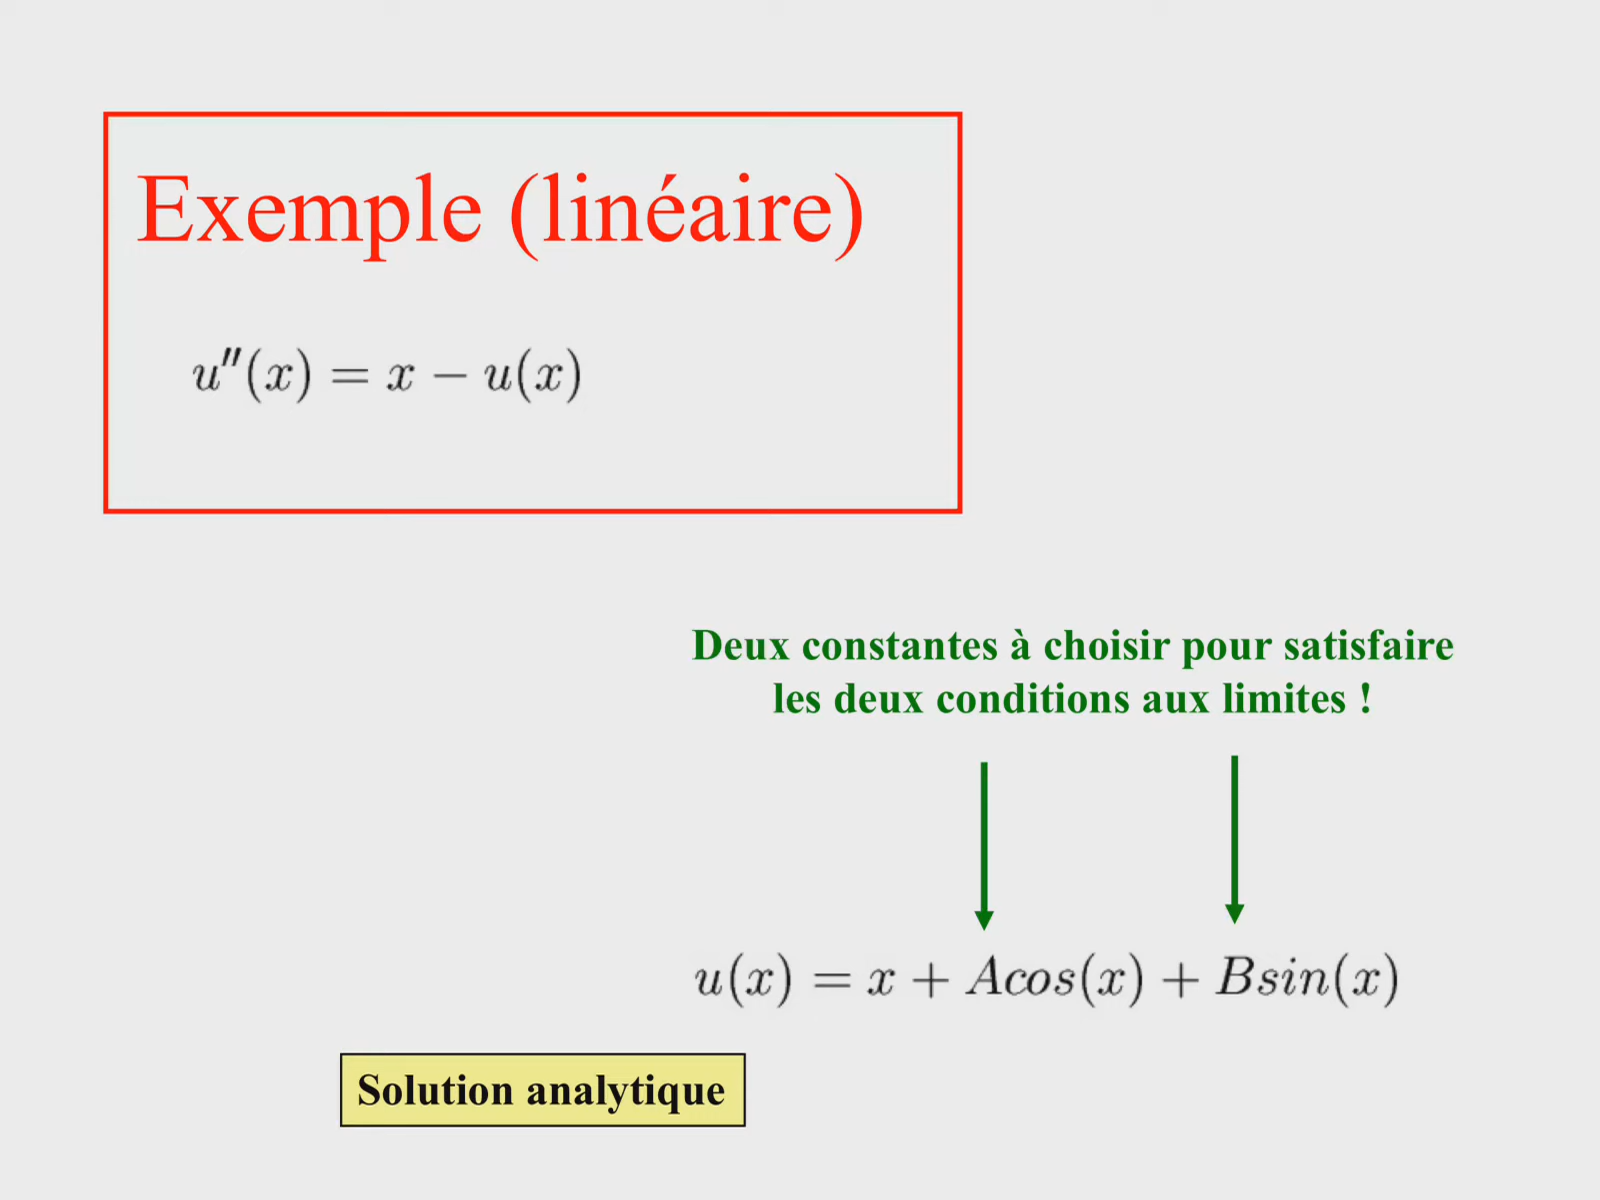 Exemple (linéaire)
u''(x) = x − u(x)
Deux constantes à choisir pour satisfaire
les deux conditions aux limites !
u(x) = x + Acos(x) + Bsin(x)
Solution analytique